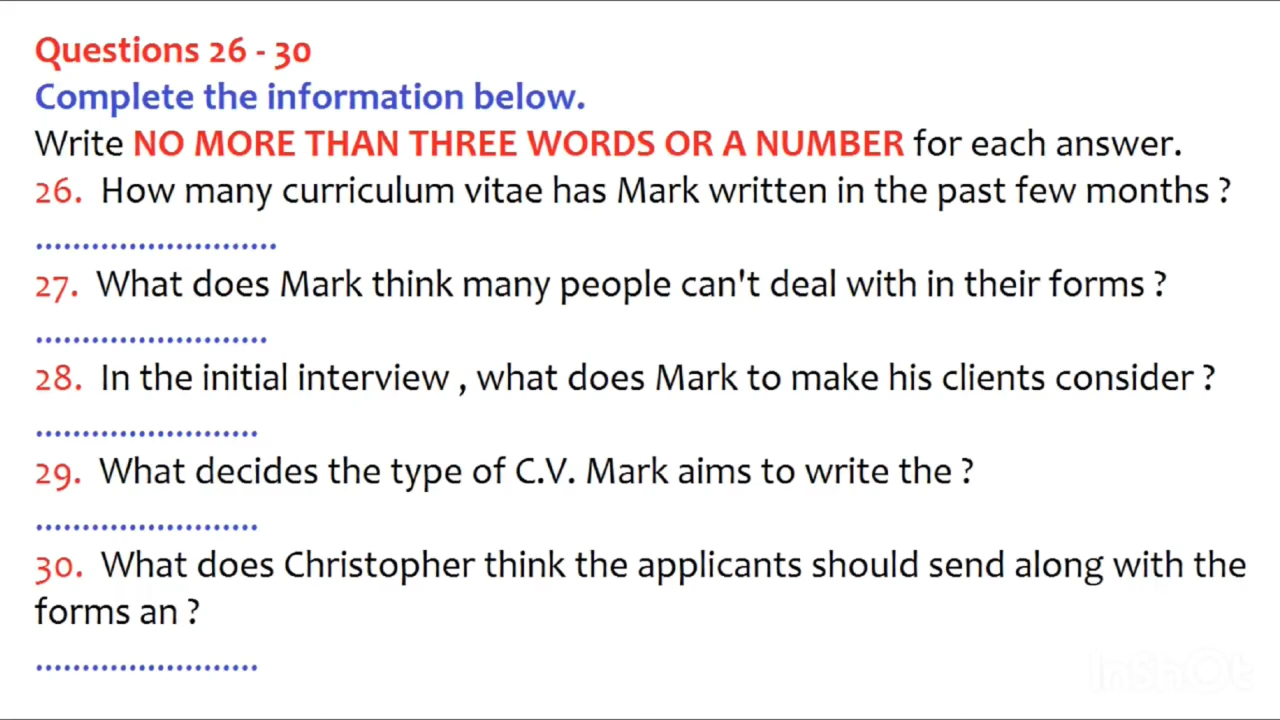 Questions 26 - 30
Complete the information below.
Write NO MORE THAN THREE WORDS OR A NUMBER for each answer.
26. How many curriculum vitae has Mark written in the past few months ?
..........................
27. What does Mark think many people can't deal with in their forms ?
.........................
28. In the initial interview , what does Mark to make his clients consider ?
........................
29. What decides the type of C.V. Mark aims to write the ?
........................
30. What does Christopher think the applicants should send along with the
forms an ?
........................
InshOt